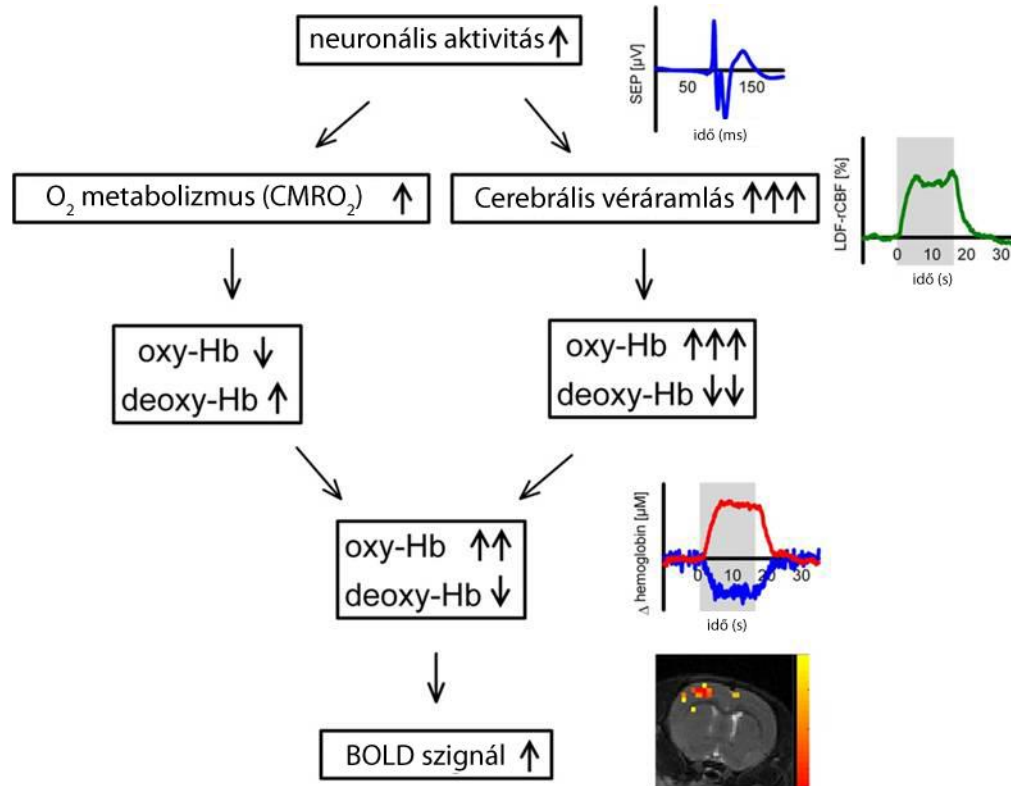 neuronális aktivitás ↑
SEP [µV]
50 150
idő (ms)
O₂ metabolizmus (CMRO₂) ↑
Cerebrális véráramlás ↑↑↑
LDF-rCBF [%]
0 10 20 30
idő (s)
oxy-Hb ↓
deoxy-Hb ↑
oxy-Hb ↑↑↑
deoxy-Hb ↓↓
oxy-Hb ↑↑
deoxy-Hb ↓
Δ hemoglobin [µM]
0 10 20 30
idő (s)
BOLD szignál ↑